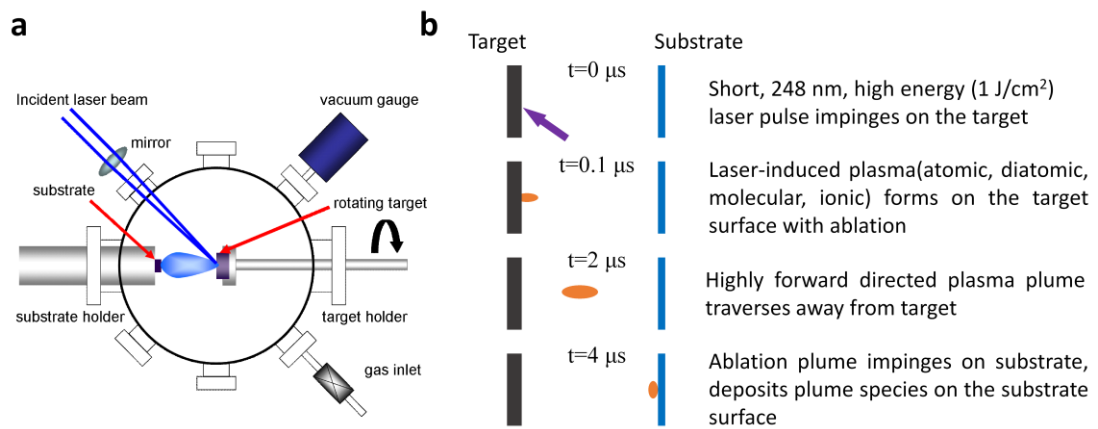 a
Incident laser beam
mirror
substrate
vacuum gauge
rotating target
substrate holder
target holder
gas inlet
b
Target
Substrate
t=0 μs
Short, 248 nm, high energy (1 J/cm²)
laser pulse impinges on the target
t=0.1 μs
Laser-induced plasma(atomic, diatomic,
molecular, ionic) forms on the target
surface with ablation
t=2 μs
Highly forward directed plasma plume
traverses away from target
t=4 μs
Ablation plume impinges on substrate,
deposits plume species on the substrate
surface